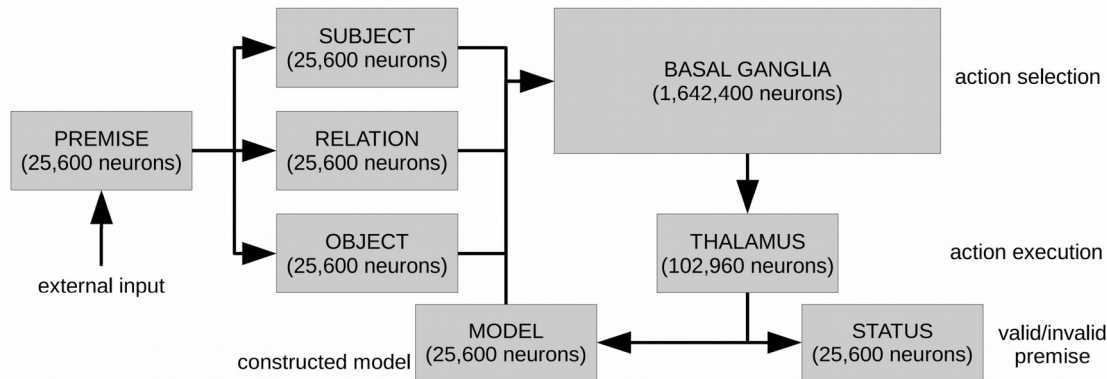 SUBJECT
(25,600 neurons)
BASAL GANGLIA
(1,642,400 neurons)
action selection
PREMISE
(25,600 neurons)
RELATION
(25,600 neurons)
OBJECT
(25,600 neurons)
external input
THALAMUS
(102,960 neurons)
action execution
MODEL
(25,600 neurons)
constructed model
STATUS
(25,600 neurons)
valid/invalid
premise